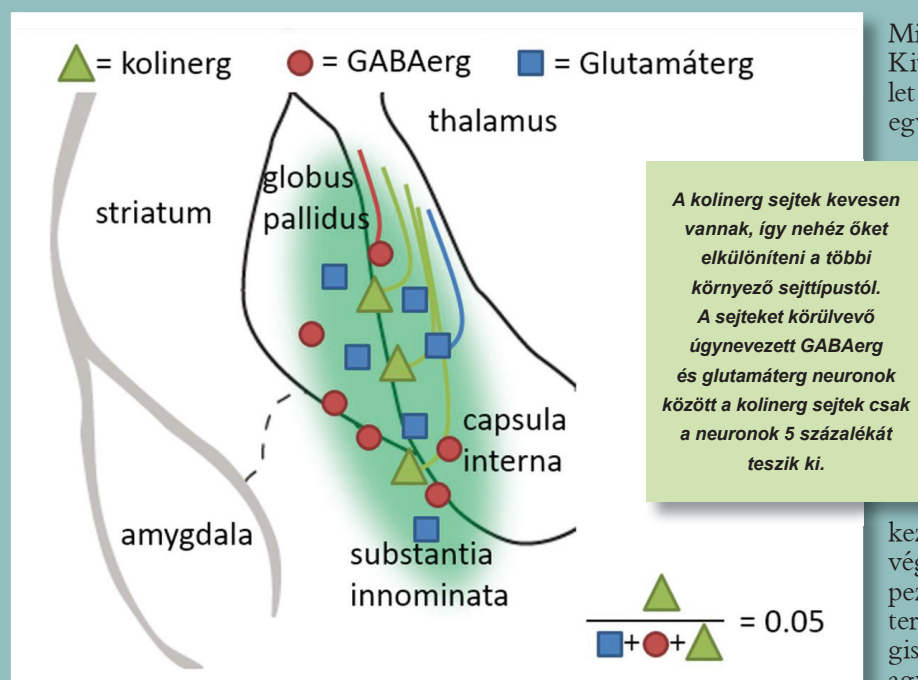 = kolinerg = GABAerg = Glutamáterg
thalamus
globus
pallidus
striatum
capsula
interna
amygdala
substantia
innominata
+ + = 0.05
A kolinerg sejtek kevesen
vannak, így nehéz őket
elkülöníteni a többi
környező sejttípustól.
A sejteket körülvevő
úgynevezett GABAerg
és glutamáterg neuronok
között a kolinerg sejtek csak
a neuronok 5 százalékát
teszik ki.
let